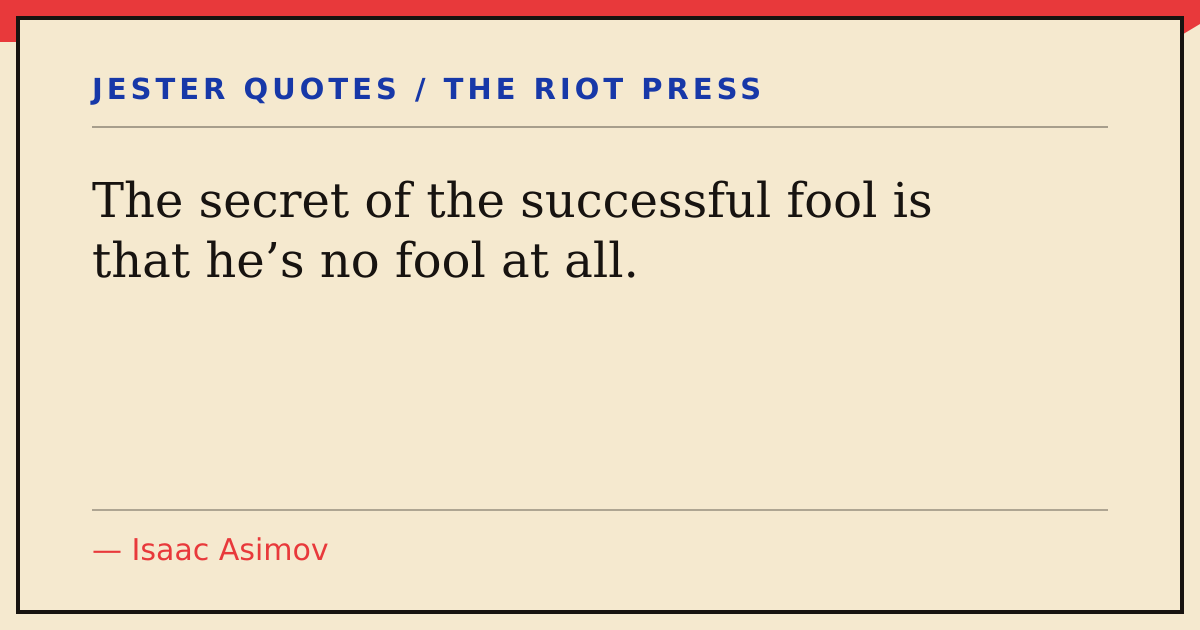 JESTER QUOTES / THE RIOT PRESS
The secret of the successful fool is
that he’s no fool at all.
— Isaac Asimov